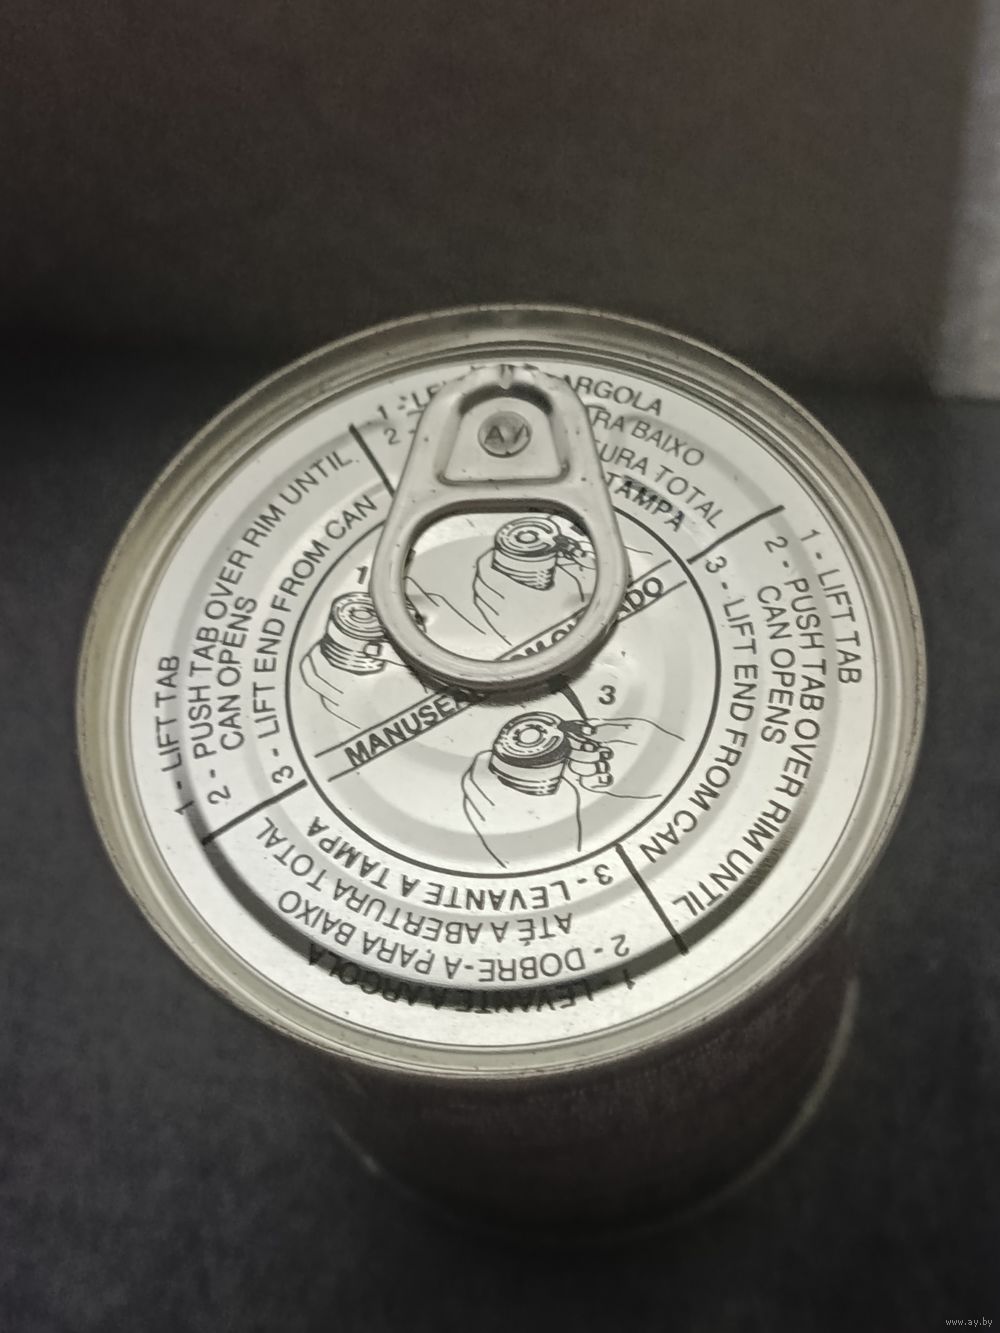 1 - LIFT TAB
2 - PUSH TAB OVER RIM UNTIL
CAN OPENS
3 - LIFT END FROM CAN
1 - ARGOLA
2 - BAIXO
TOTAL
TAMPA
1 - LIFT TAB
2 - PUSH TAB OVER RIM UNTIL
CAN OPENS
3 - LIFT END FROM CAN
1 - LEVANTE A ARGOLA
2 - DOBRE-A PARA BAIXO
ATÉ A ABERTURA TOTAL
3 - LEVANTE A TAMPA
1
3
www.ay.by